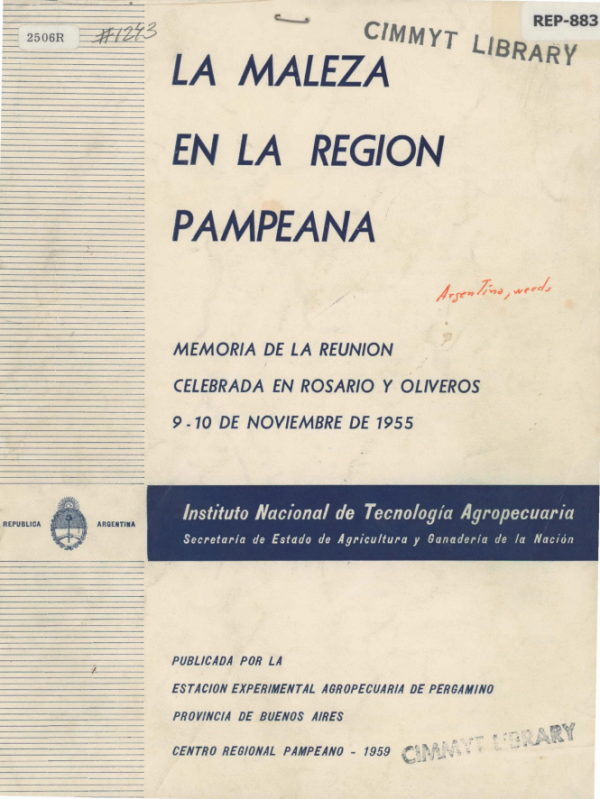 2506R
#1243
CIMMYT LIBRARY
REP-883
LA MALEZA
EN LA REGION
PAMPEANA
Argentina, weeds
MEMORIA DE LA REUNION
CELEBRADA EN ROSARIO Y OLIVEROS
9-10 DE NOVIEMBRE DE 1955
REPUBLICA ARGENTINA
Instituto Nacional de Tecnología Agropecuaria
Secretaría de Estado de Agricultura y Ganadería de la Nación
PUBLICADA POR LA
ESTACION EXPERIMENTAL AGROPECUARIA DE PERGAMINO
PROVINCIA DE BUENOS AIRES
CENTRO REGIONAL PAMPEANO - 1959
CIMMYT LIBRARY